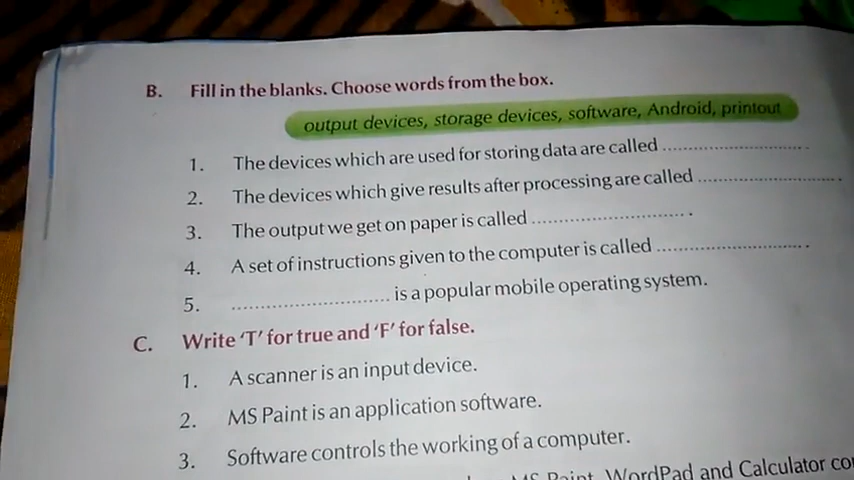 B. Fill in the blanks. Choose words from the box.
output devices, storage devices, software, Android, printout
1. The devices which are used for storing data are called ............................ .
2. The devices which give results after processing are called ............................ .
3. The output we get on paper is called ............................ .
4. A set of instructions given to the computer is called ............................ .
5. ............................ is a popular mobile operating system.
C. Write 'T' for true and 'F' for false.
1. A scanner is an input device.
2. MS Paint is an application software.
3. Software controls the working of a computer.
MS Paint, WordPad and Calculator